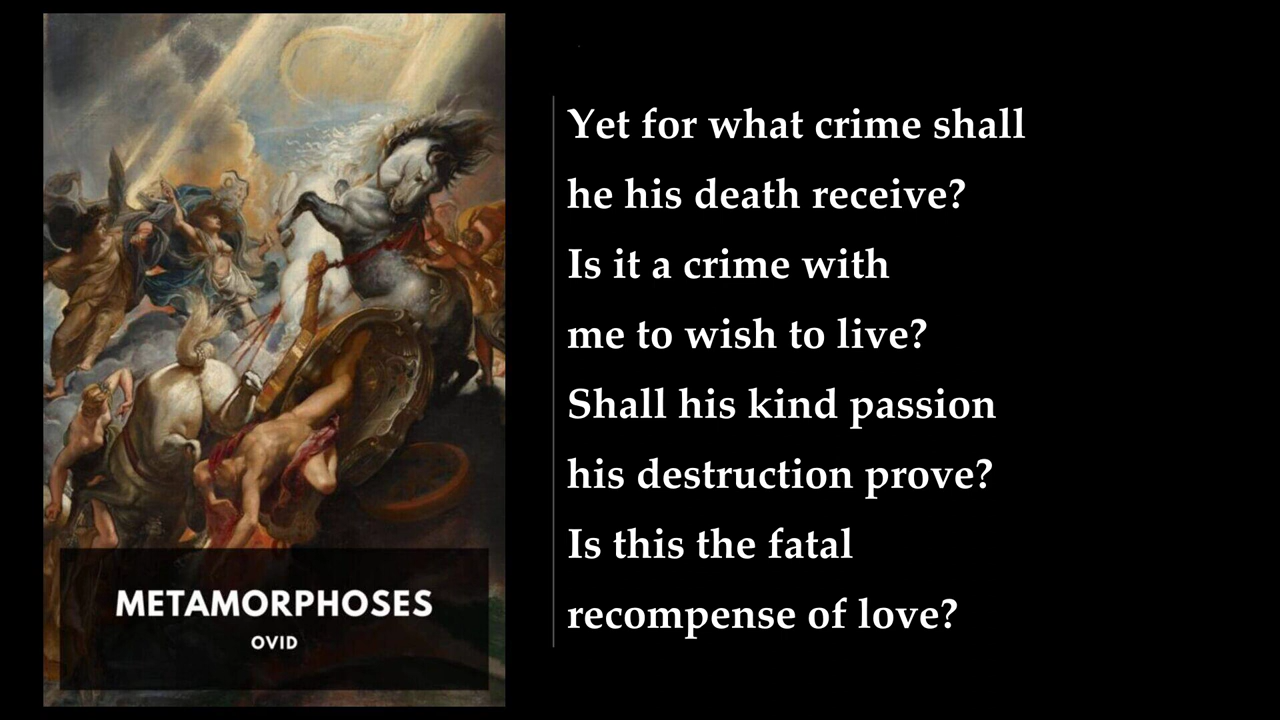 METAMORPHOSES
OVID
Yet for what crime shall
he his death receive?
Is it a crime with
me to wish to live?
Shall his kind passion
his destruction prove?
Is this the fatal
recompense of love?